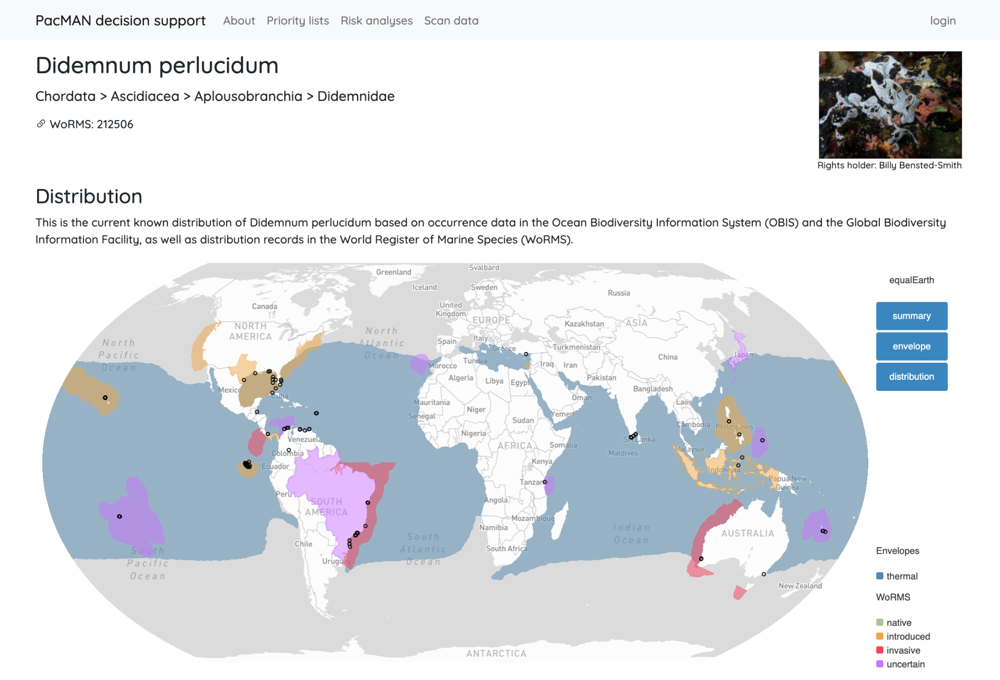 PacMAN decision support About Priority lists Risk analyses Scan data login
Didemnum perlucidum
Chordata > Ascidiacea > Aplousobranchia > Didemnidae
WoRMS: 212506
Rights holder: Billy Bensted-Smith
Distribution
This is the current known distribution of Didemnum perlucidum based on occurrence data in the Ocean Biodiversity Information System (OBIS) and the Global Biodiversity
Information Facility, as well as distribution records in the World Register of Marine Species (WoRMS).
Svalbard
Greenland
Iceland
Sweden
Russia
Canada
United
Kingdom
EUROPE
NORTH
AMERICA
Kazakhstan
ASIA
North
Atlantic
Ocean
Spain
Italy
Greece
Turkmenistan
North
Pacific
Ocean
China
Japan
Tunisia
Morocco
Iraq
Iran
Algeria
Libya
Egypt
Pakistan
Bangladesh
Mexico
Cuba
Mauritania
Oman
Laos
Niger
Senegal
Yemen
Sudan
Cambodia
Philippines
Nigeria
Venezuela
AFRICA
Somalia
Sri Lanka
Maldives
Malaysia
Colombia
Ecuador
Kenya
Indonesia
Tanzania
Papua New
Guinea
Peru
SOUTH
AMERICA
Angola
Mozambique
Namibia
Indian
Ocean
AUSTRALIA
Chile
South
Atlantic
Ocean
South Africa
South
Pacific
Ocean
Uruguay
New Zealand
ANTARCTICA
equalEarth
summary
envelope
distribution
Envelopes
thermal
WoRMS
native
introduced
invasive
uncertain